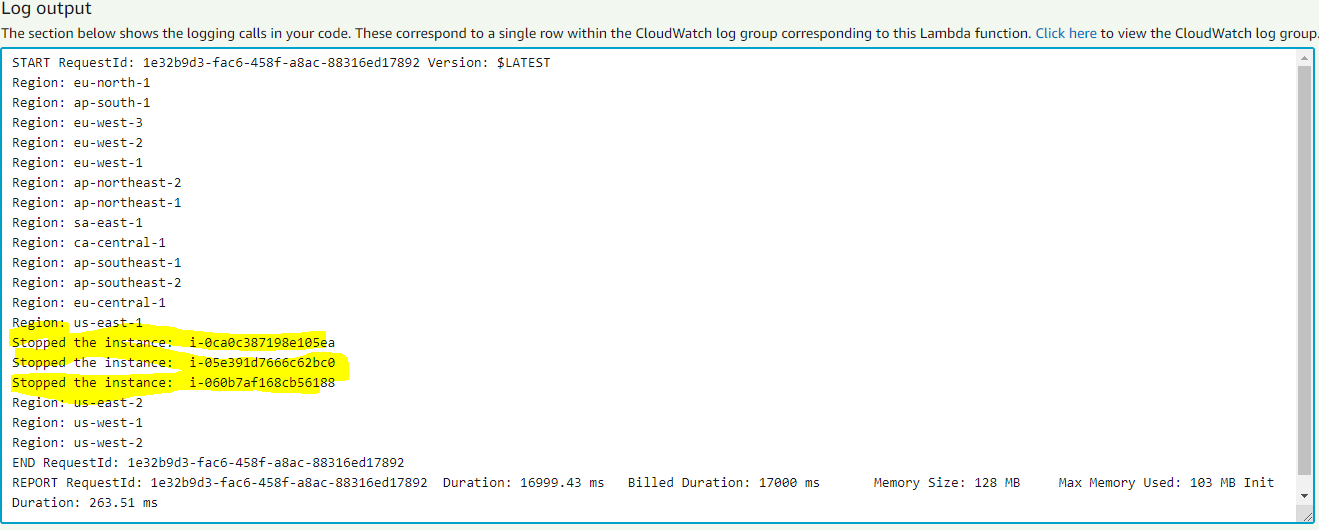 Log output
The section below shows the logging calls in your code. These correspond to a single row within the CloudWatch log group corresponding to this Lambda function. Click here to view the CloudWatch log group.
START RequestId: 1e32b9d3-fac6-458f-a8ac-88316ed17892 Version: $LATEST
Region: eu-north-1
Region: ap-south-1
Region: eu-west-3
Region: eu-west-2
Region: eu-west-1
Region: ap-northeast-2
Region: ap-northeast-1
Region: sa-east-1
Region: ca-central-1
Region: ap-southeast-1
Region: ap-southeast-2
Region: eu-central-1
Region: us-east-1
Stopped the instance:  i-0ca0c387198e105ea
Stopped the instance:  i-05e391d7666c62bc0
Stopped the instance:  i-060b7af168cb56188
Region: us-east-2
Region: us-west-1
Region: us-west-2
END RequestId: 1e32b9d3-fac6-458f-a8ac-88316ed17892
REPORT RequestId: 1e32b9d3-fac6-458f-a8ac-88316ed17892  Duration: 16999.43 ms   Billed Duration: 17000 ms       Memory Size: 128 MB     Max Memory Used: 103 MB Init
Duration: 263.51 ms